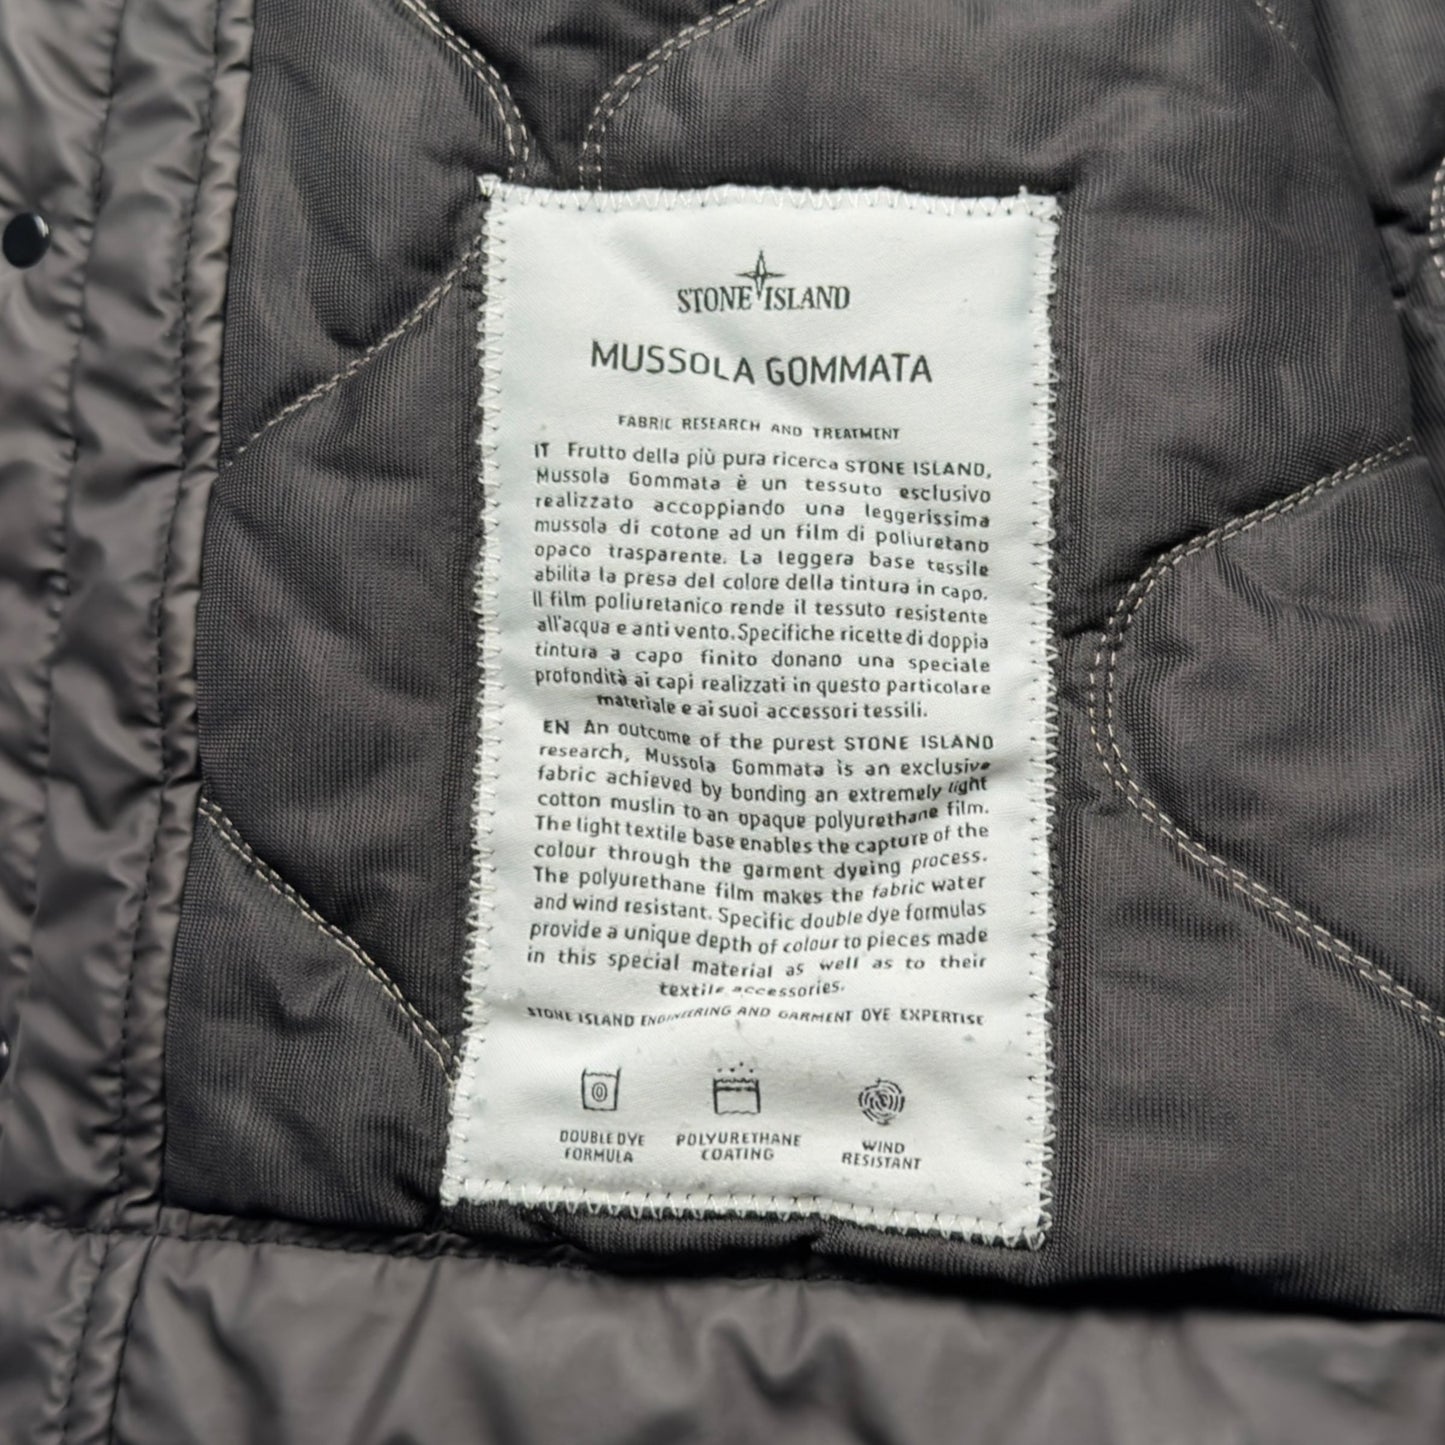 STONE ISLAND
MUSSOLA GOMMATA
FABRIC RESEARCH AND TREATMENT
IT Frutto della più pura ricerca STONE ISLAND,
Mussola Gommata è un tessuto esclusivo
realizzato accoppiando una leggerissima
mussola di cotone ad un film di poliuretano
opaco trasparente. La leggera base tessile
abilita la presa del colore della tintura in capo.
Il film poliuretanico rende il tessuto resistente
all'acqua e anti vento. Specifiche ricette di doppia
tintura a capo finito donano una speciale
profondità ai capi realizzati in questo particolare
materiale e ai suoi accessori tessili.
EN An outcome of the purest STONE ISLAND
research, Mussola Gommata is an exclusive
fabric achieved by bonding an extremely light
cotton muslin to an opaque polyurethane film.
The light textile base enables the capture of the
colour through the garment dyeing process.
The polyurethane film makes the fabric water
and wind resistant. Specific double dye formulas
provide a unique depth of colour to pieces made
in this special material as well as to their
textile accessories.
STONE ISLAND ENGINEERING AND GARMENT DYE EXPERTISE
DOUBLE DYE
FORMULA
POLYURETHANE
COATING
WIND
RESISTANT